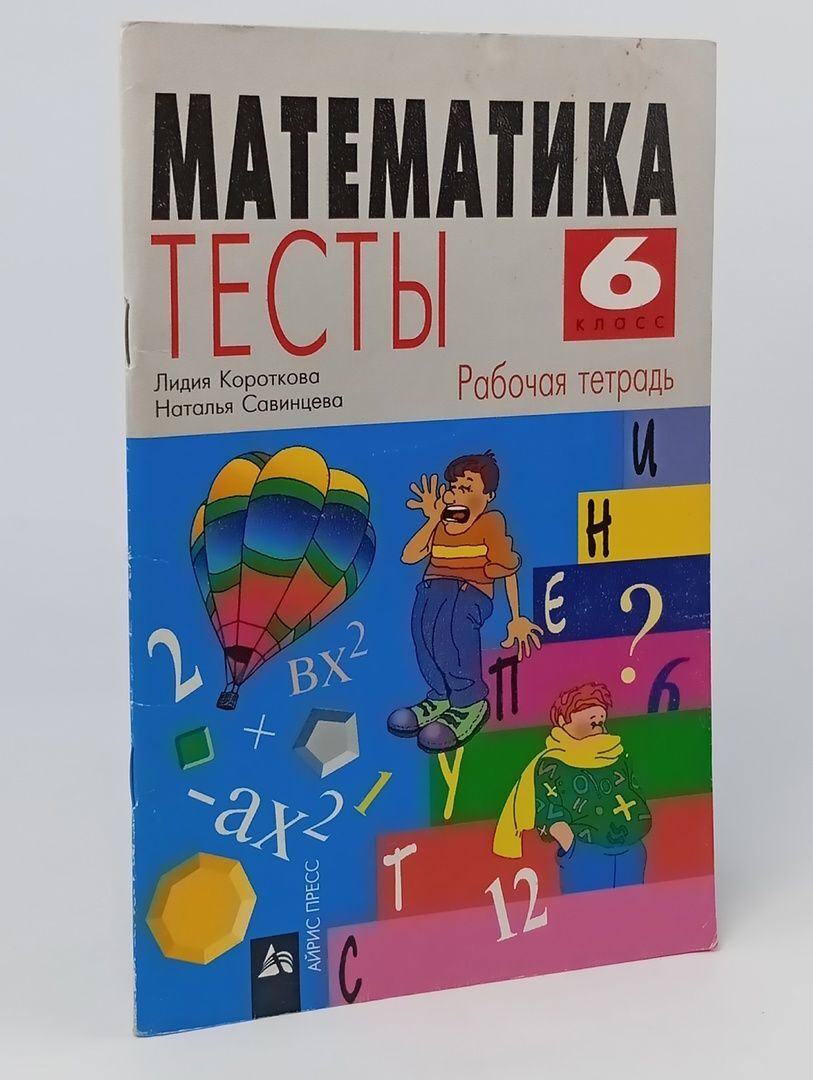 МАТЕМАТИКА
ТЕСТЫ
6
класс
Лидия Короткова
Наталья Савинцева
Рабочая тетрадь
И
Н
Е
?
П
6
У
Т
С
2
вх²
+
-ах²
1
12
АЙРИС ПРЕСС